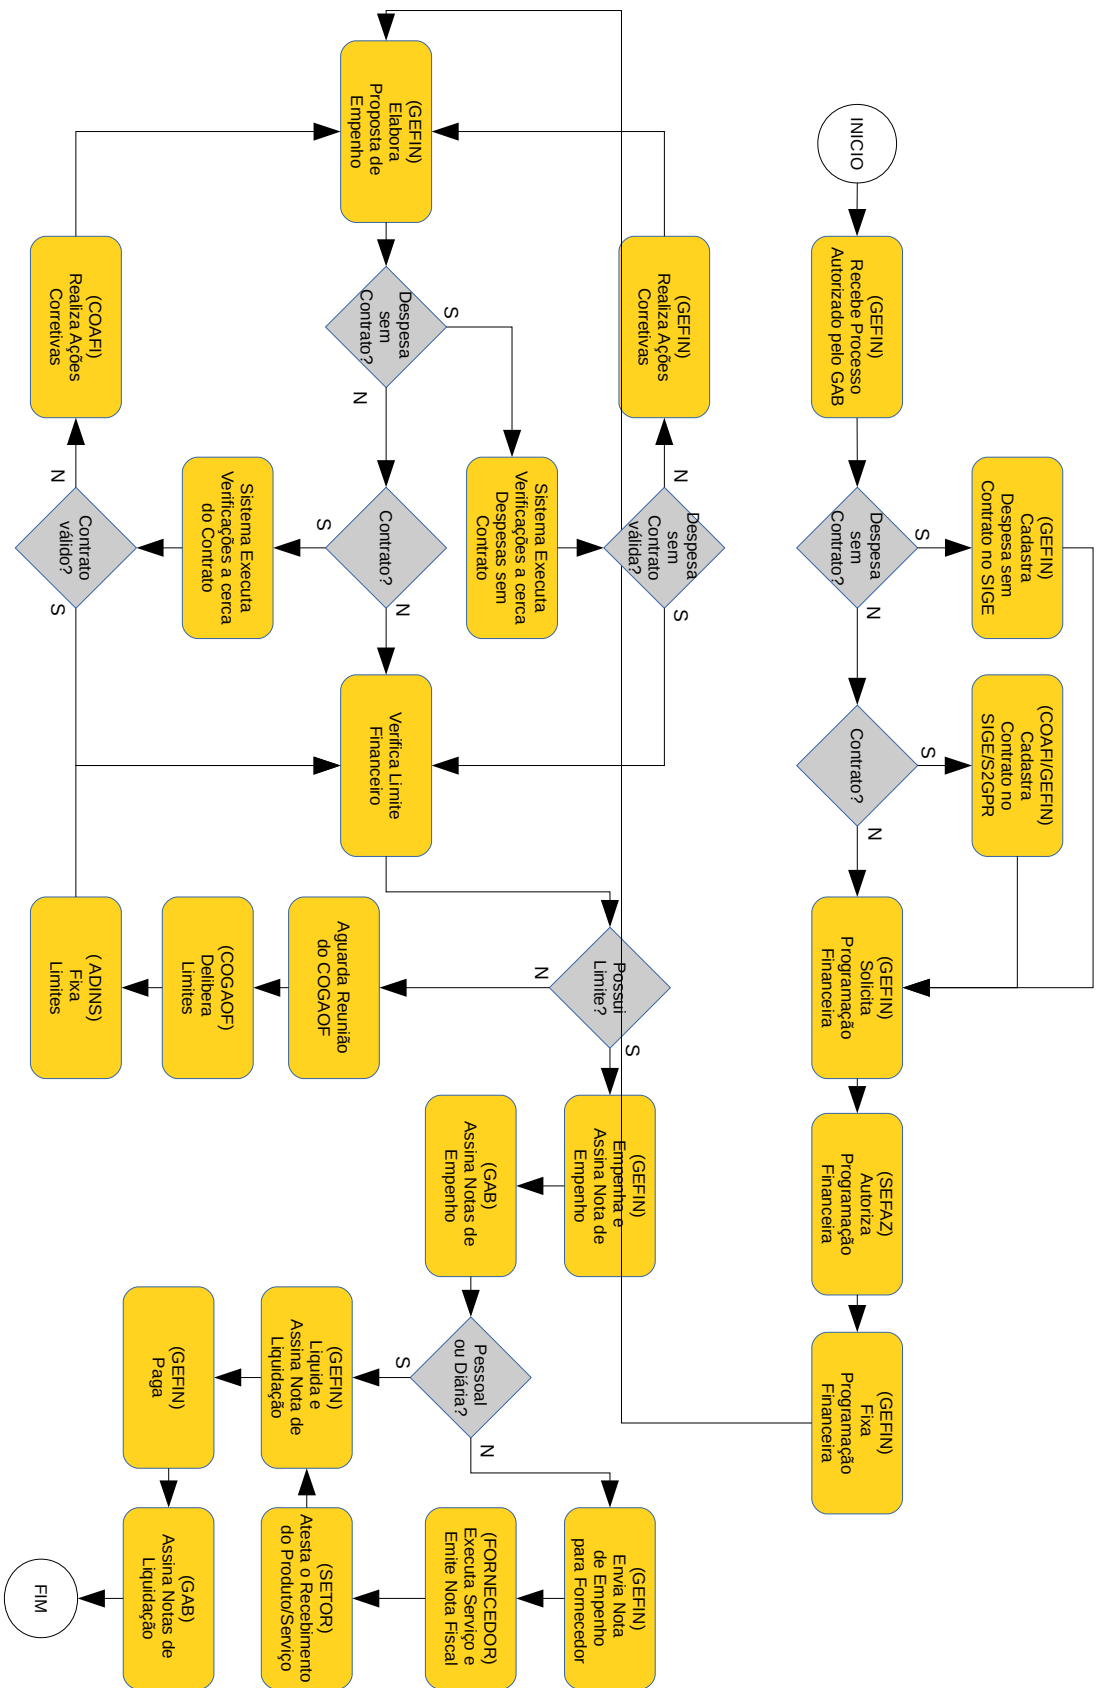 INICIO
(GEFIN)
Recebe Processo
Autorizado pelo GAB
Despesa
sem
Contrato?
S
N
(GEFIN)
Cadastra
Despesa sem
Contrato no SIGE
Contrato?
S
N
(COAFI/GEFIN)
Cadastra
Contrato no
SIGE/S2GPR
(GEFIN)
Solicita
Programação
Financeira
(SEFAZ)
Autoriza
Programação
Financeira
(GEFIN)
Fixa
Programação
Financeira
(GEFIN)
Elabora
Proposta de
Empenho
Despesa
sem
Contrato?
S
N
Sistema Executa
Verificações a cerca
Despesas sem
Contrato
Despesa
sem
Contrato
válida?
N
S
(GEFIN)
Realiza Ações
Corretivas
Contrato?
S
N
Sistema Executa
Verificações a cerca
do Contrato
Contrato
válido?
N
S
(COAFI)
Realiza Ações
Corretivas
Verifica Limite
Financeiro
Possui
Limite?
N
S
Aguarda Reunião
do COGAOF
(COGAOF)
Delibera
Limites
( ADINS)
Fixa
Limites
(GEFIN)
Empenha e
Assina Nota de
Empenho
(GAB)
Assina Notas de
Empenho
Pessoal
ou Diária?
S
N
(GEFIN)
Envia Nota
de Empenho
para Fornecedor
(FORNECEDOR)
Executa Serviço e
Emite Nota Fiscal
(SETOR)
Atesta o Recebimento
do Produto/Serviço
(GEFIN)
Liquida e
Assina Nota de
Liquidação
(GEFIN)
Paga
(GAB)
Assina Notas de
Liquidação
FIM